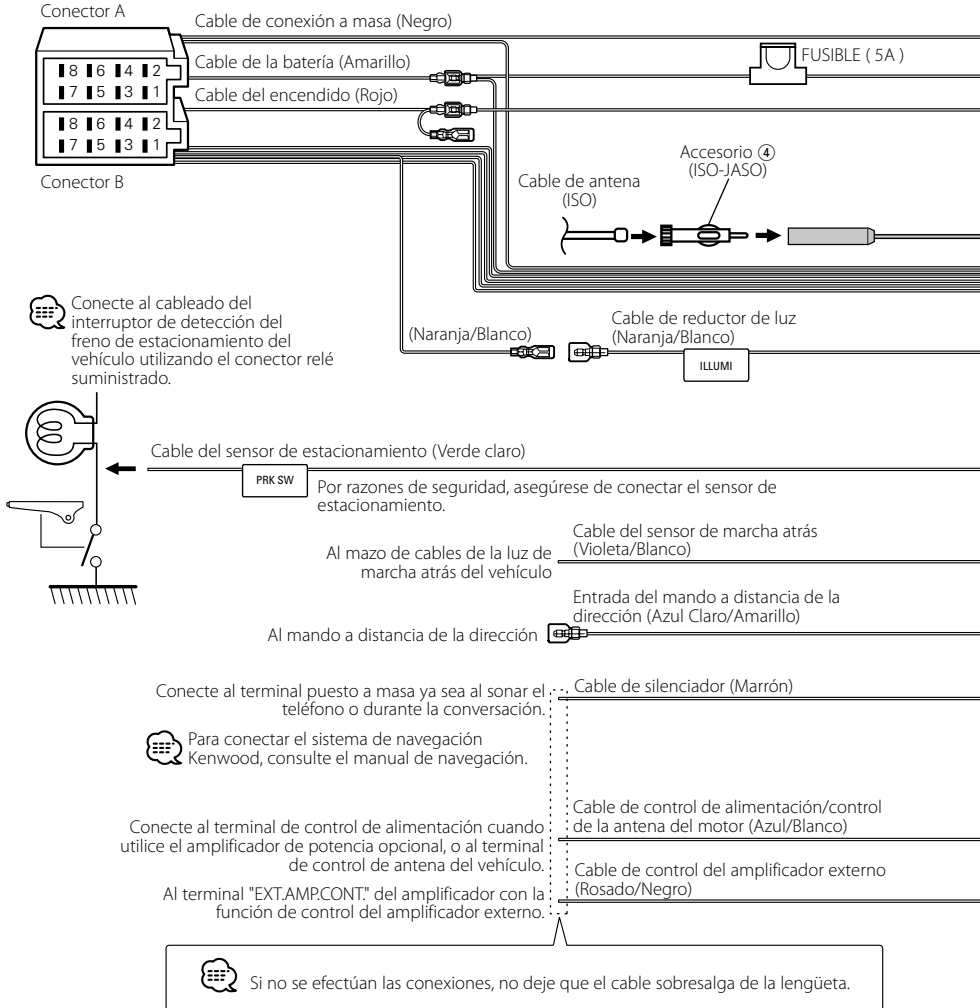 Conector A
Cable de conexión a masa (Negro)
FUSIBLE ( 5A )
Cable de la batería (Amarillo)
8 6 4 2
7 5 3 1
Cable del encendido (Rojo)
8 6 4 2
7 5 3 1
Conector B
Accesorio ④
(ISO-JASO)
Cable de antena
(ISO)
Conecte al cableado del
interruptor de detección del
freno de estacionamiento del
vehículo utilizando el conector relé
suministrado.
(Naranja/Blanco)
Cable de reductor de luz
(Naranja/Blanco)
ILLUMI
Cable del sensor de estacionamiento (Verde claro)
PRK SW
Por razones de seguridad, asegúrese de conectar el sensor de
estacionamiento.
Cable del sensor de marcha atrás
(Violeta/Blanco)
Al mazo de cables de la luz de
marcha atrás del vehículo
Entrada del mando a distancia de la
dirección (Azul Claro/Amarillo)
Al mando a distancia de la dirección
Conecte al terminal puesto a masa ya sea al sonar el
teléfono o durante la conversación.
Cable de silenciador (Marrón)
Para conectar el sistema de navegación
Kenwood, consulte el manual de navegación.
Cable de control de alimentación/control
de la antena del motor (Azul/Blanco)
Conecte al terminal de control de alimentación cuando
utilice el amplificador de potencia opcional, o al terminal
de control de antena del vehículo.
Cable de control del amplificador externo
(Rosado/Negro)
Al terminal "EXT.AMP.CONT." del amplificador con la
función de control del amplificador externo.
Si no se efectúan las conexiones, no deje que el cable sobresalga de la lengüeta.